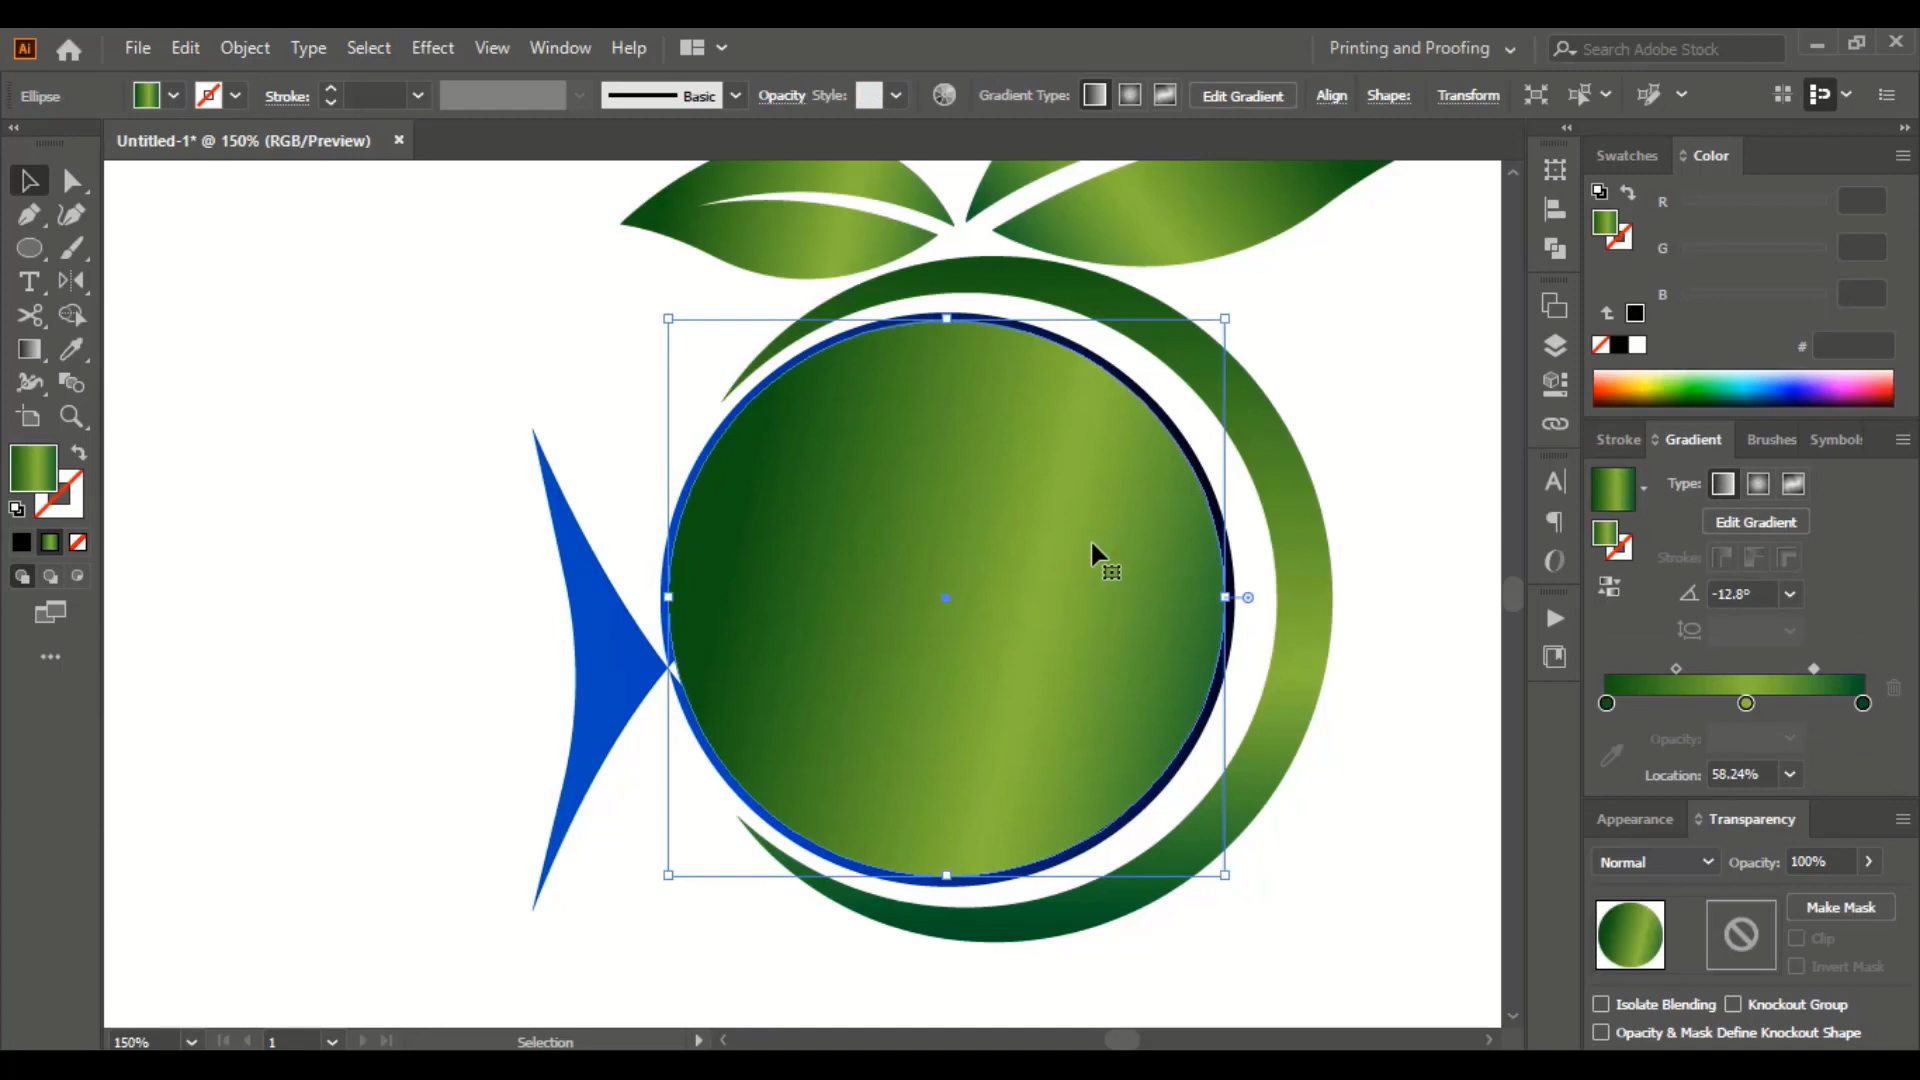 Ai File Edit Object Type Select Effect View Window Help Printing and Proofing Search Adobe Stock
Ellipse Stroke: Basic Opacity Style: Gradient Type: Edit Gradient Align Shape: Transform
Untitled-1* @ 150% (RGB/Preview)
Swatches Color
R
G
B
#
Stroke Gradient Brushes Symbol
Type:
Edit Gradient
Stroke:
-12.8°
Opacity:
Location: 58.24%
Appearance Transparency
Normal Opacity: 100%
Make Mask
Clip
Invert Mask
Isolate Blending Knockout Group
Opacity & Mask Define Knockout Shape
150% 1 Selection